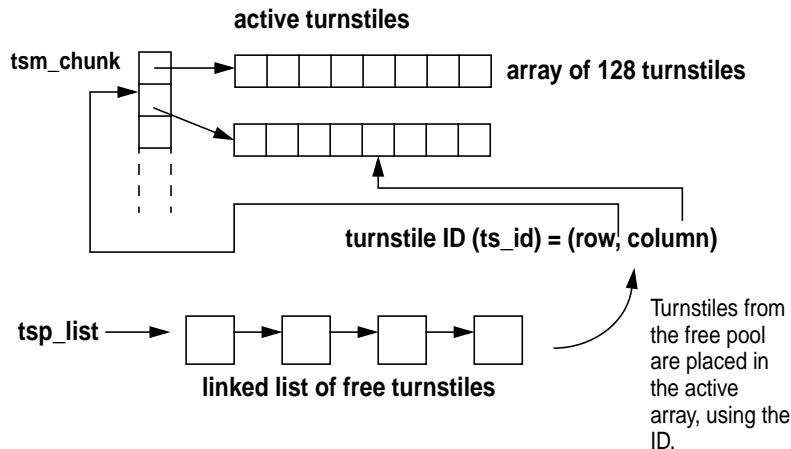 active turnstiles
tsm_chunk
array of 128 turnstiles
turnstile ID (ts_id) = (row, column)
tsp_list
linked list of free turnstiles
Turnstiles from
the free pool
are placed in
the active
array, using the
ID.